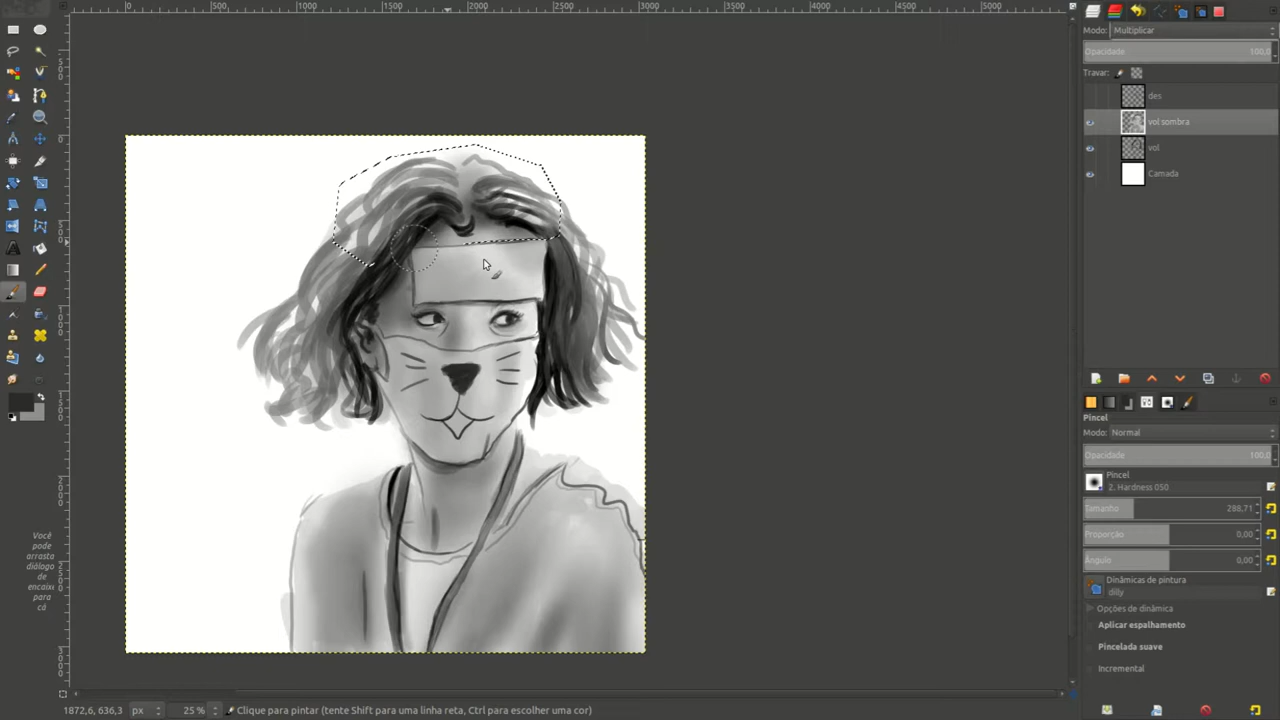 0 500 1000 1500 2000 2500 3000 3500 4000 4500 5000
Modo: Multiplicar
Opacidade 100,0
Travar:
des
vol sombra
vol
Camada
Você
pode
arrasta
diálogo
de
encaixe
para
cá
Pincel
Modo: Normal
Opacidade 100,0
Pincel
2. Hardness 050
Tamanho 288,71
Proporção 0,00
Ângulo 0,00
Dinâmicas de pintura
dilly
Opções de dinâmica
Aplicar espalhamento
Pincelada suave
Incremental
1872,6, 636,3 px 25 % Clique para pintar (tente Shift para uma linha reta, Ctrl para escolher uma cor)